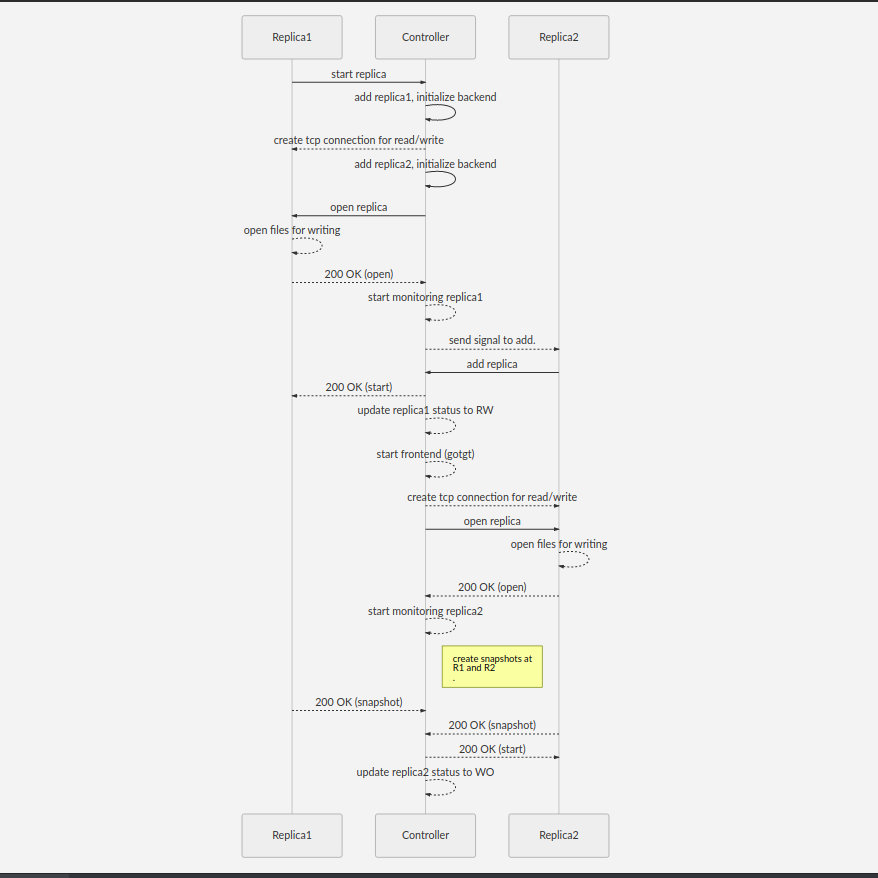 Replica1 Controller Replica2
start replica
add replica1, initialize backend
create tcp connection for read/write
add replica2, initialize backend
open replica
open files for writing
200 OK (open)
start monitoring replica1
send signal to add.
add replica
200 OK (start)
update replica1 status to RW
start frontend (gotgt)
create tcp connection for read/write
open replica
open files for writing
200 OK (open)
start monitoring replica2
create snapshots at
R1 and R2
.
200 OK (snapshot)
200 OK (snapshot)
200 OK (start)
update replica2 status to WO
Replica1 Controller Replica2